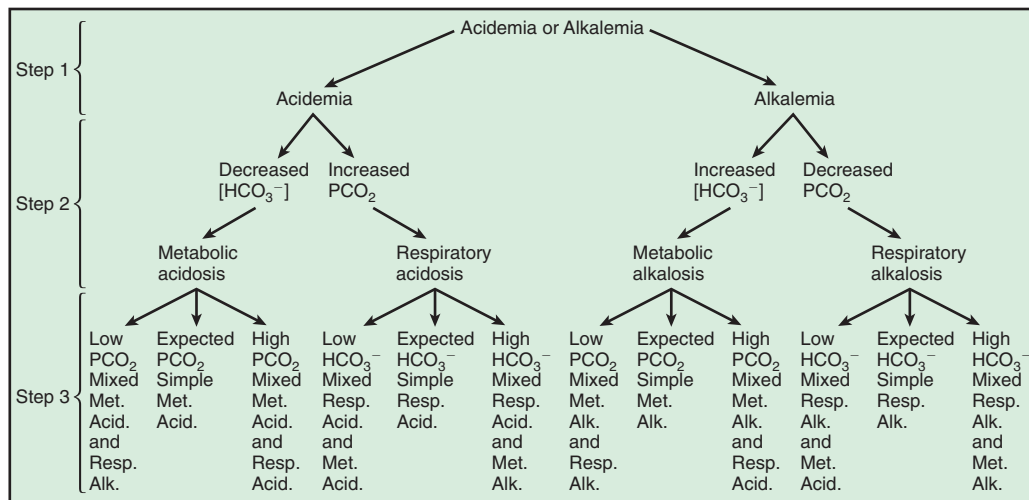 Acidemia or Alkalemia
Step 1
Acidemia
Alkalemia
Step 2
Decreased
[HCO₃⁻]
Increased
PCO₂
Increased
[HCO₃⁻]
Decreased
PCO₂
Metabolic
acidosis
Respiratory
acidosis
Metabolic
alkalosis
Respiratory
alkalosis
Step 3
Low
PCO₂
Mixed
Met.
Acid.
and
Resp.
Alk.
Expected
PCO₂
Simple
Met.
Acid.
High
PCO₂
Mixed
Met.
Acid.
and
Resp.
Acid.
Low
HCO₃⁻
Mixed
Resp.
Acid.
and
Met.
Acid.
Expected
HCO₃⁻
Simple
Resp.
Acid.
High
HCO₃⁻
Mixed
Resp.
Acid.
and
Met.
Alk.
Low
PCO₂
Mixed
Met.
Alk.
and
Resp.
Alk.
Expected
PCO₂
Simple
Met.
Alk.
High
PCO₂
Mixed
Met.
Alk.
and
Resp.
Acid.
Low
HCO₃⁻
Mixed
Resp.
Alk.
and
Met.
Acid.
Expected
HCO₃⁻
Simple
Resp.
Alk.
High
HCO₃⁻
Mixed
Resp.
Alk.
and
Met.
Alk.